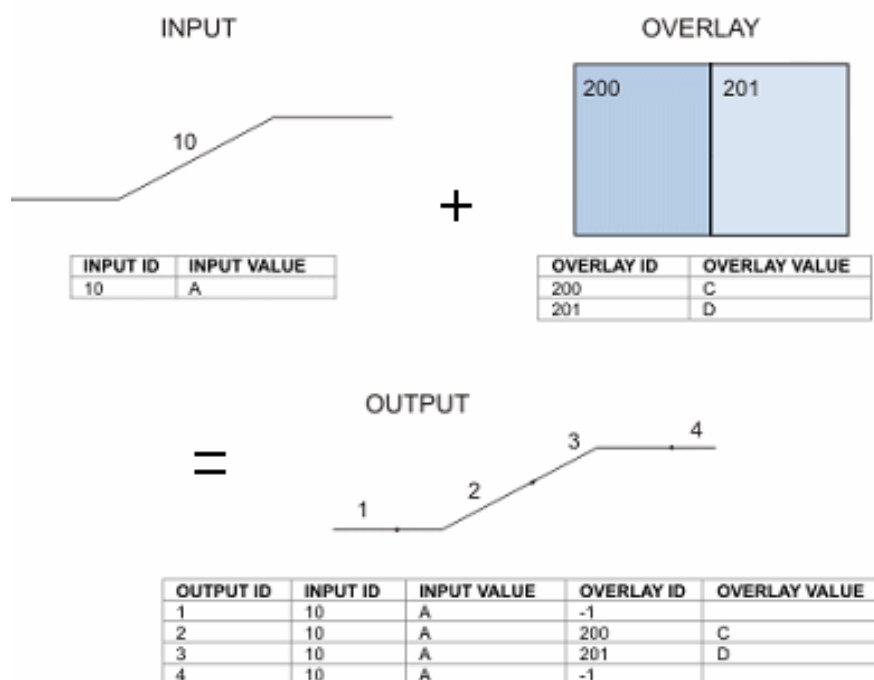 INPUT
OVERLAY
10
200 201
+
INPUT ID INPUT VALUE
10 A
OVERLAY ID OVERLAY VALUE
200 C
201 D
OUTPUT
=
1
2
3
4
OUTPUT ID INPUT ID INPUT VALUE OVERLAY ID OVERLAY VALUE
1 10 A -1
2 10 A 200 C
3 10 A 201 D
4 10 A -1